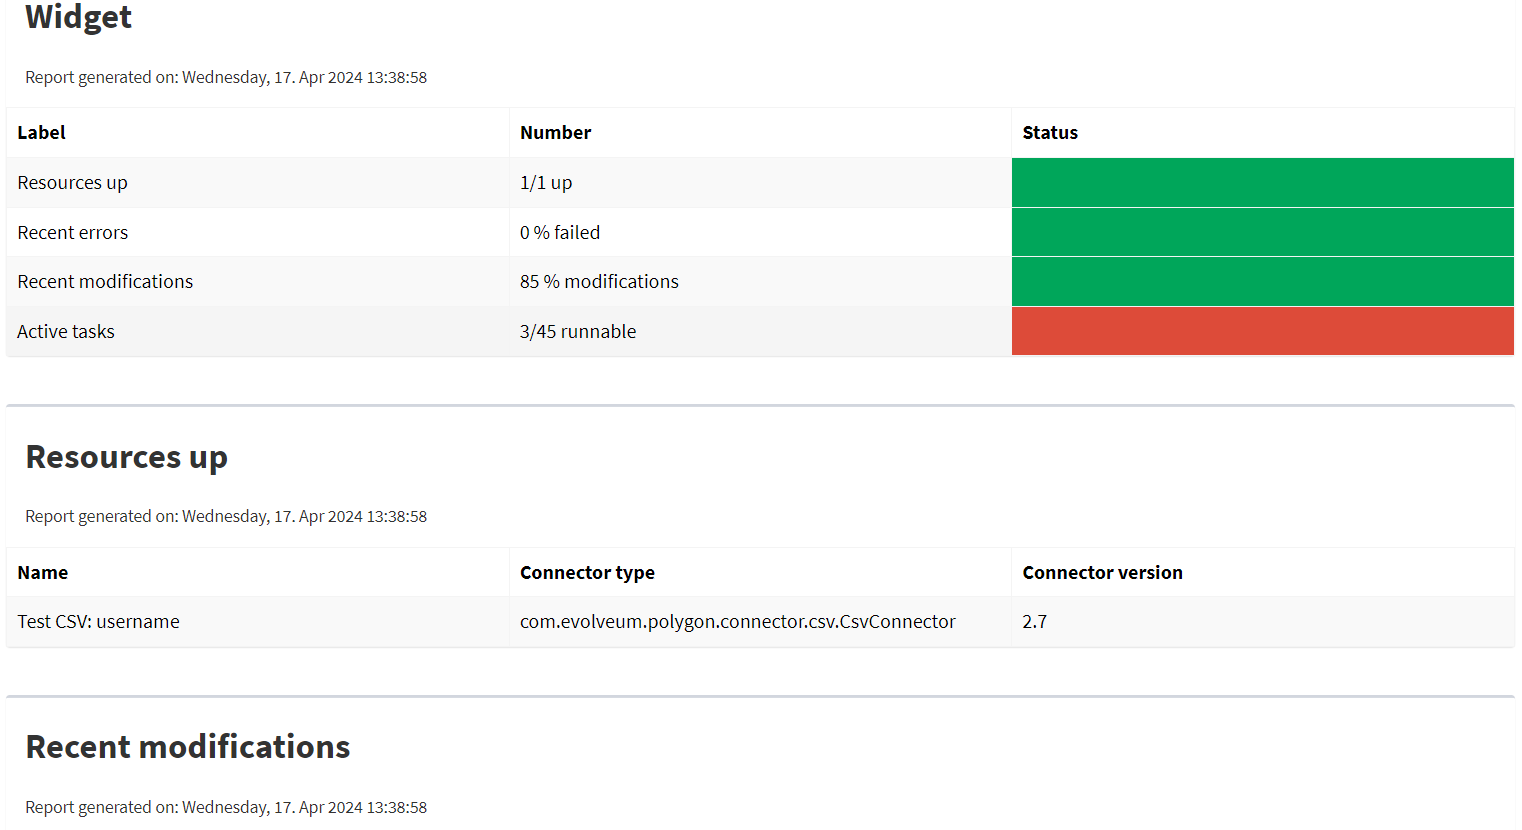 Widget
Report generated on: Wednesday, 17. Apr 2024 13:38:58
Label Number Status
Resources up 1/1 up
Recent errors 0 % failed
Recent modifications 85 % modifications
Active tasks 3/45 runnable
Resources up
Report generated on: Wednesday, 17. Apr 2024 13:38:58
Name Connector type Connector version
Test CSV: username com.evolveum.polygon.connector.csv.CsvConnector 2.7
Recent modifications
Report generated on: Wednesday, 17. Apr 2024 13:38:58